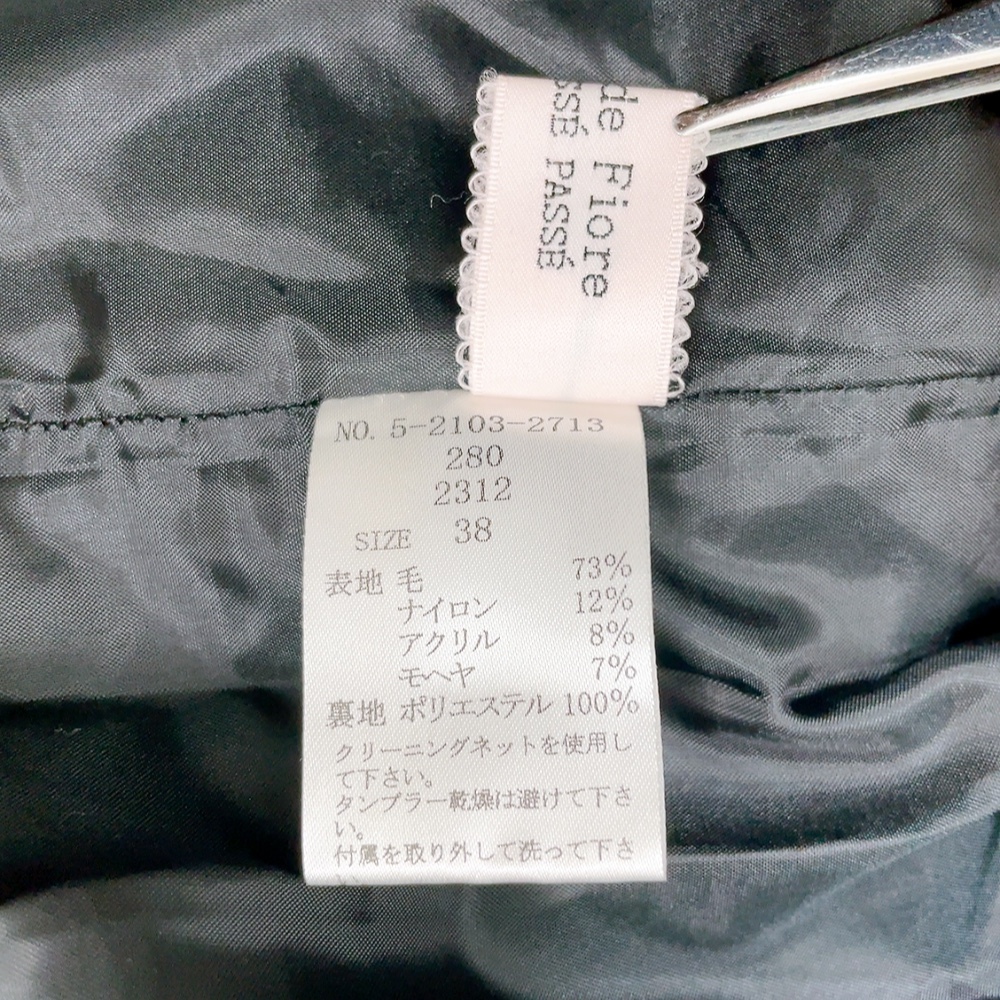 de Fiore
SSÉ PASSÉ
NO. 5-2103-2713
280
2312
SIZE 38
表地 毛 73%
ナイロン 12%
アクリル 8%
モヘヤ 7%
裏地 ポリエステル 100%
クリーニングネットを使用し
て下さい。
タンブラー乾燥は避けて下さ
い。
付属を取り外して洗って下さ